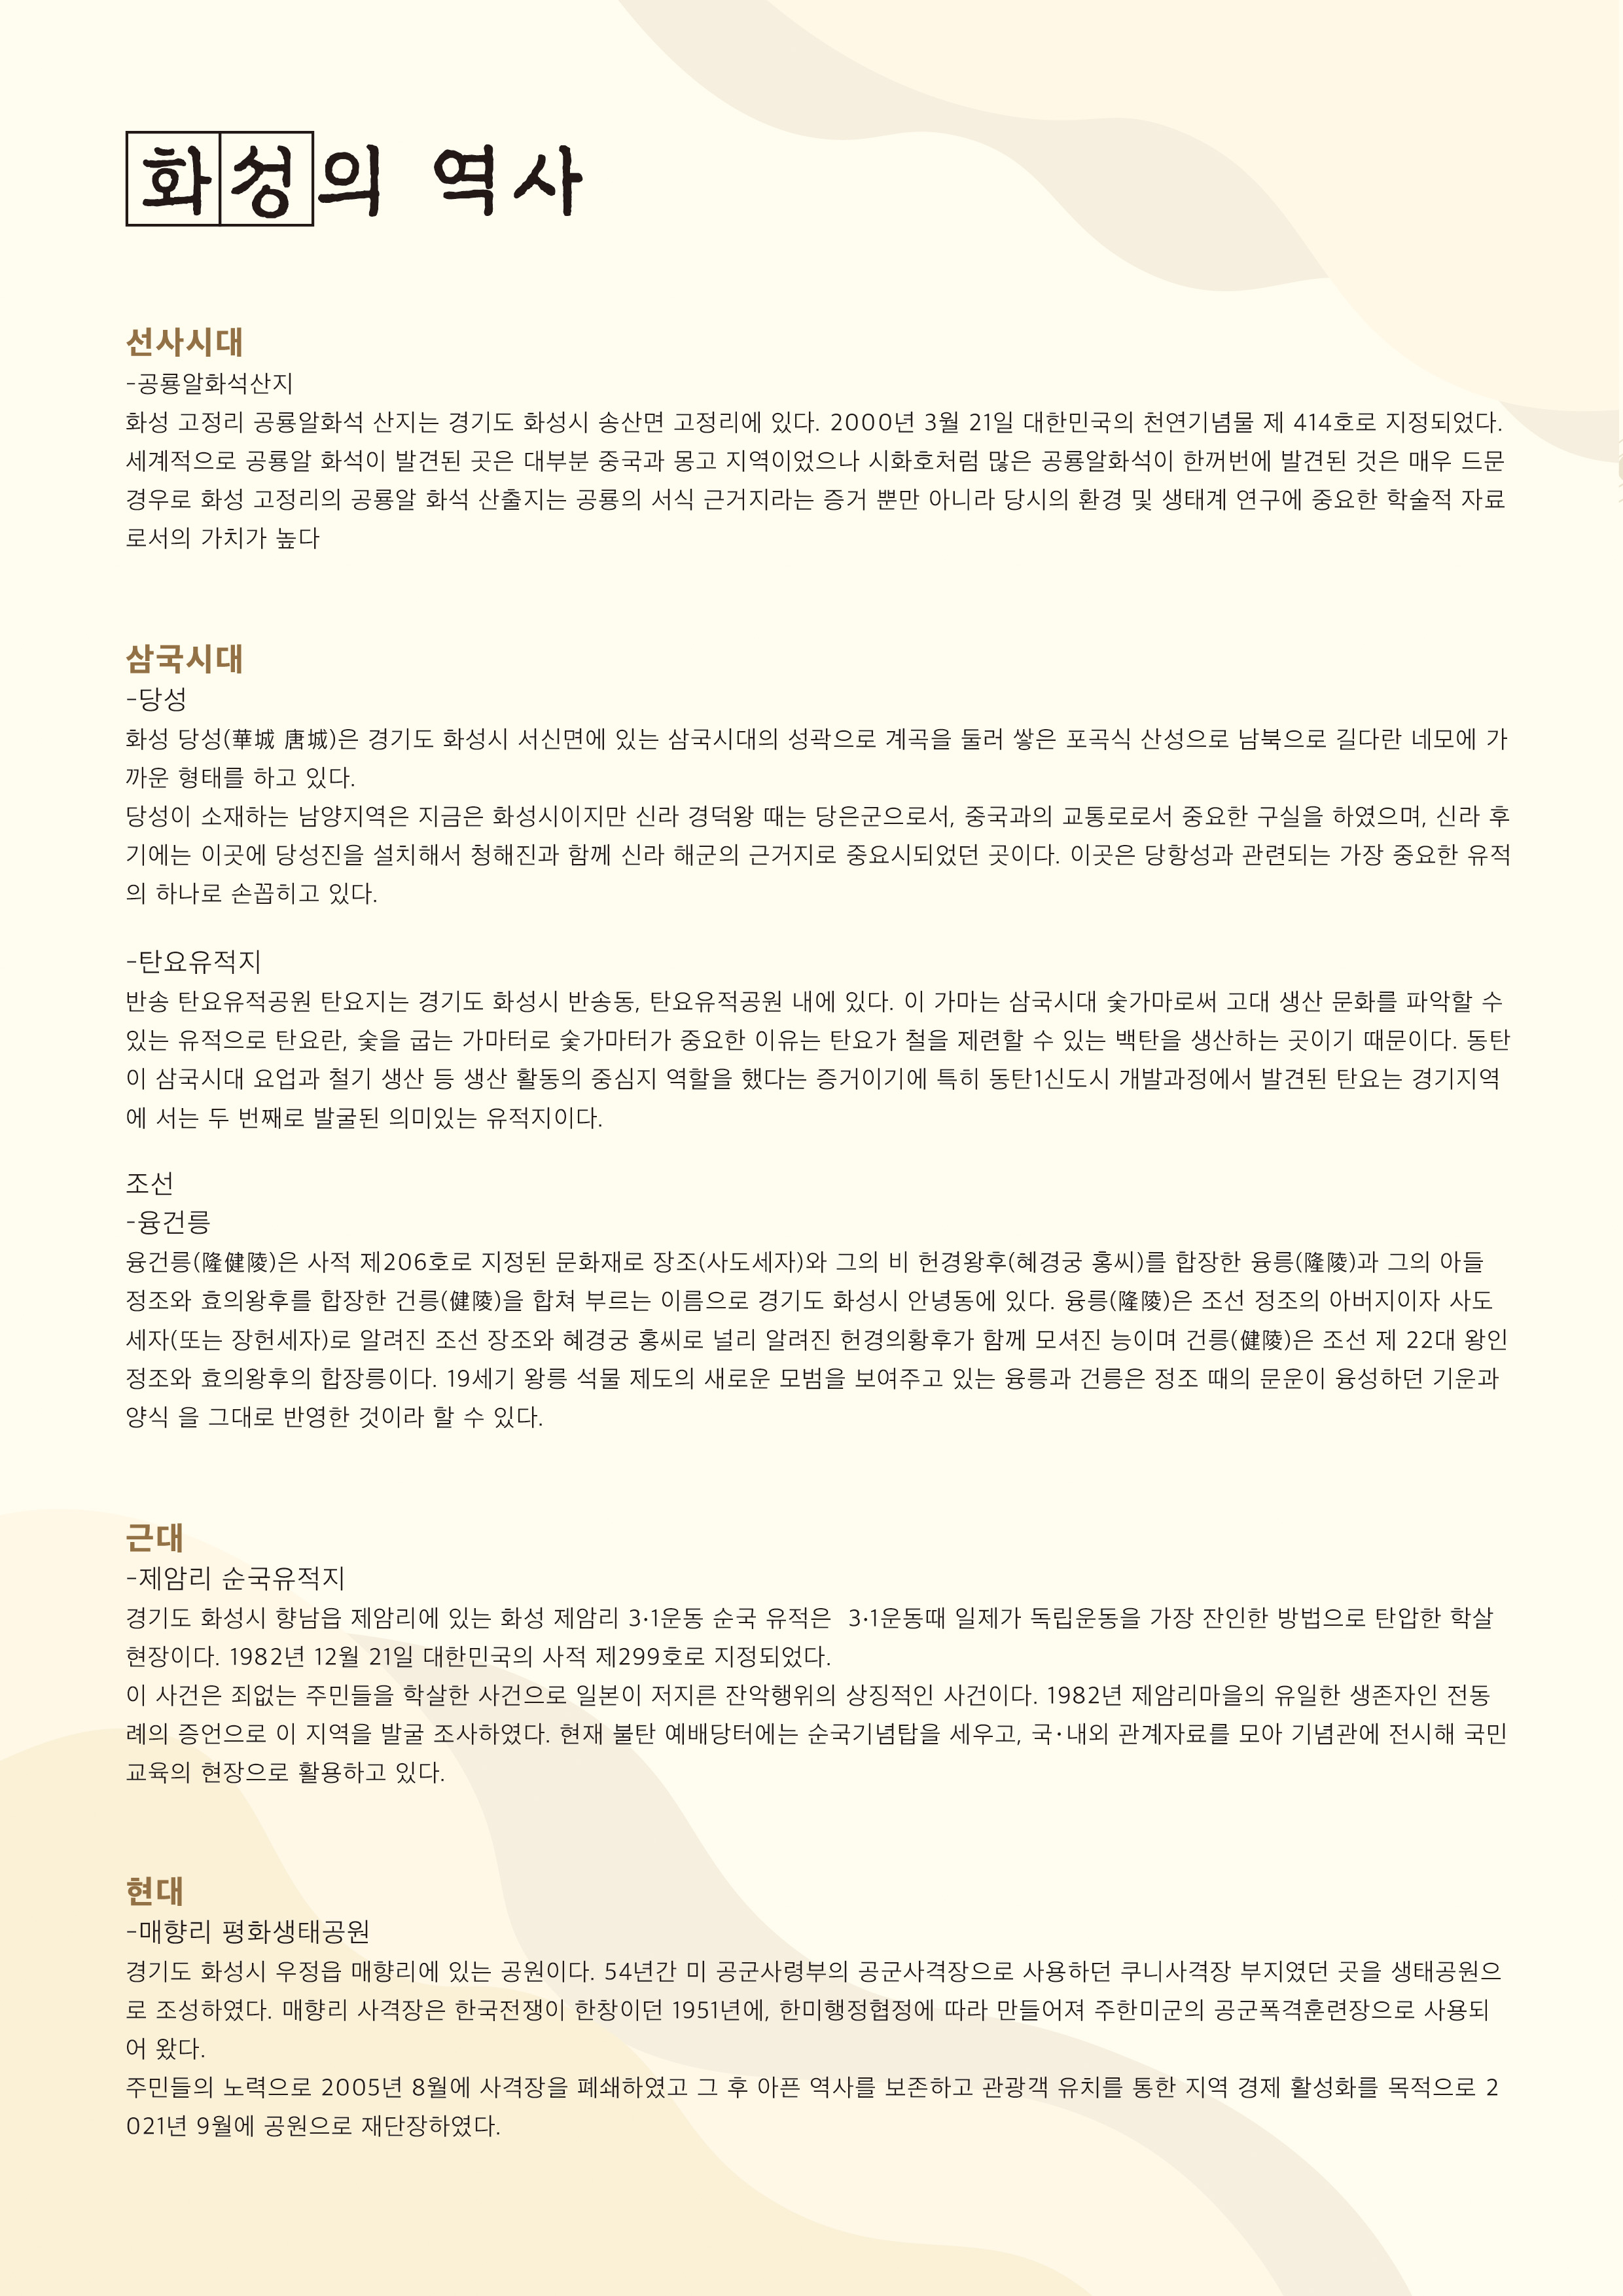 화성의 역사
선사시대
-공룡알화석산지
화성 고정리 공룡알화석 산지는 경기도 화성시 송산면 고정리에 있다. 2000년 3월 21일 대한민국의 천연기념물 제 414호로 지정되었다.
세계적으로 공룡알 화석이 발견된 곳은 대부분 중국과 몽고 지역이었으나 시화호처럼 많은 공룡알화석이 한꺼번에 발견된 것은 매우 드문
경우로 화성 고정리의 공룡알 화석 산출지는 공룡의 서식 근거지라는 증거 뿐만 아니라 당시의 환경 및 생태계 연구에 중요한 학술적 자료
로서의 가치가 높다
삼국시대
-당성
화성 당성(華城 唐城)은 경기도 화성시 서신면에 있는 삼국시대의 성곽으로 계곡을 둘러 쌓은 포곡식 산성으로 남북으로 길다란 네모에 가
까운 형태를 하고 있다.
당성이 소재하는 남양지역은 지금은 화성시이지만 신라 경덕왕 때는 당은군으로서, 중국과의 교통로로서 중요한 구실을 하였으며, 신라 후
기에는 이곳에 당성진을 설치해서 청해진과 함께 신라 해군의 근거지로 중요시되었던 곳이다. 이곳은 당항성과 관련되는 가장 중요한 유적
의 하나로 손꼽히고 있다.
-탄요유적지
반송 탄요유적공원 탄요지는 경기도 화성시 반송동, 탄요유적공원 내에 있다. 이 가마는 삼국시대 숯가마로써 고대 생산 문화를 파악할 수
있는 유적으로 탄요란, 숯을 굽는 가마터로 숯가마터가 중요한 이유는 탄요가 철을 제련할 수 있는 백탄을 생산하는 곳이기 때문이다. 동탄
이 삼국시대 요업과 철기 생산 등 생산 활동의 중심지 역할을 했다는 증거이기에 특히 동탄1신도시 개발과정에서 발견된 탄요는 경기지역
에 서는 두 번째로 발굴된 의미있는 유적지이다.
조선
-융건릉
융건릉(隆健陵)은 사적 제206호로 지정된 문화재로 장조(사도세자)와 그의 비 헌경왕후(혜경궁 홍씨)를 합장한 융릉(隆陵)과 그의 아들
정조와 효의왕후를 합장한 건릉(健陵)을 합쳐 부르는 이름으로 경기도 화성시 안녕동에 있다. 융릉(隆陵)은 조선 정조의 아버지이자 사도
세자(또는 장헌세자)로 알려진 조선 장조와 혜경궁 홍씨로 널리 알려진 헌경의황후가 함께 모셔진 능이며 건릉(健陵)은 조선 제 22대 왕인
정조와 효의왕후의 합장릉이다. 19세기 왕릉 석물 제도의 새로운 모범을 보여주고 있는 융릉과 건릉은 정조 때의 문운이 융성하던 기운과
양식 을 그대로 반영한 것이라 할 수 있다.
근대
-제암리 순국유적지
경기도 화성시 향남읍 제암리에 있는 화성 제암리 3·1운동 순국 유적은  3·1운동때 일제가 독립운동을 가장 잔인한 방법으로 탄압한 학살
현장이다. 1982년 12월 21일 대한민국의 사적 제299호로 지정되었다.
이 사건은 죄없는 주민들을 학살한 사건으로 일본이 저지른 잔악행위의 상징적인 사건이다. 1982년 제암리마을의 유일한 생존자인 전동
례의 증언으로 이 지역을 발굴 조사하였다. 현재 불탄 예배당터에는 순국기념탑을 세우고, 국·내외 관계자료를 모아 기념관에 전시해 국민
교육의 현장으로 활용하고 있다.
현대
-매향리 평화생태공원
경기도 화성시 우정읍 매향리에 있는 공원이다. 54년간 미 공군사령부의 공군사격장으로 사용하던 쿠니사격장 부지였던 곳을 생태공원으
로 조성하였다. 매향리 사격장은 한국전쟁이 한창이던 1951년에, 한미행정협정에 따라 만들어져 주한미군의 공군폭격훈련장으로 사용되
어 왔다.
주민들의 노력으로 2005년 8월에 사격장을 폐쇄하였고 그 후 아픈 역사를 보존하고 관광객 유치를 통한 지역 경제 활성화를 목적으로 2
021년 9월에 공원으로 재단장하였다.